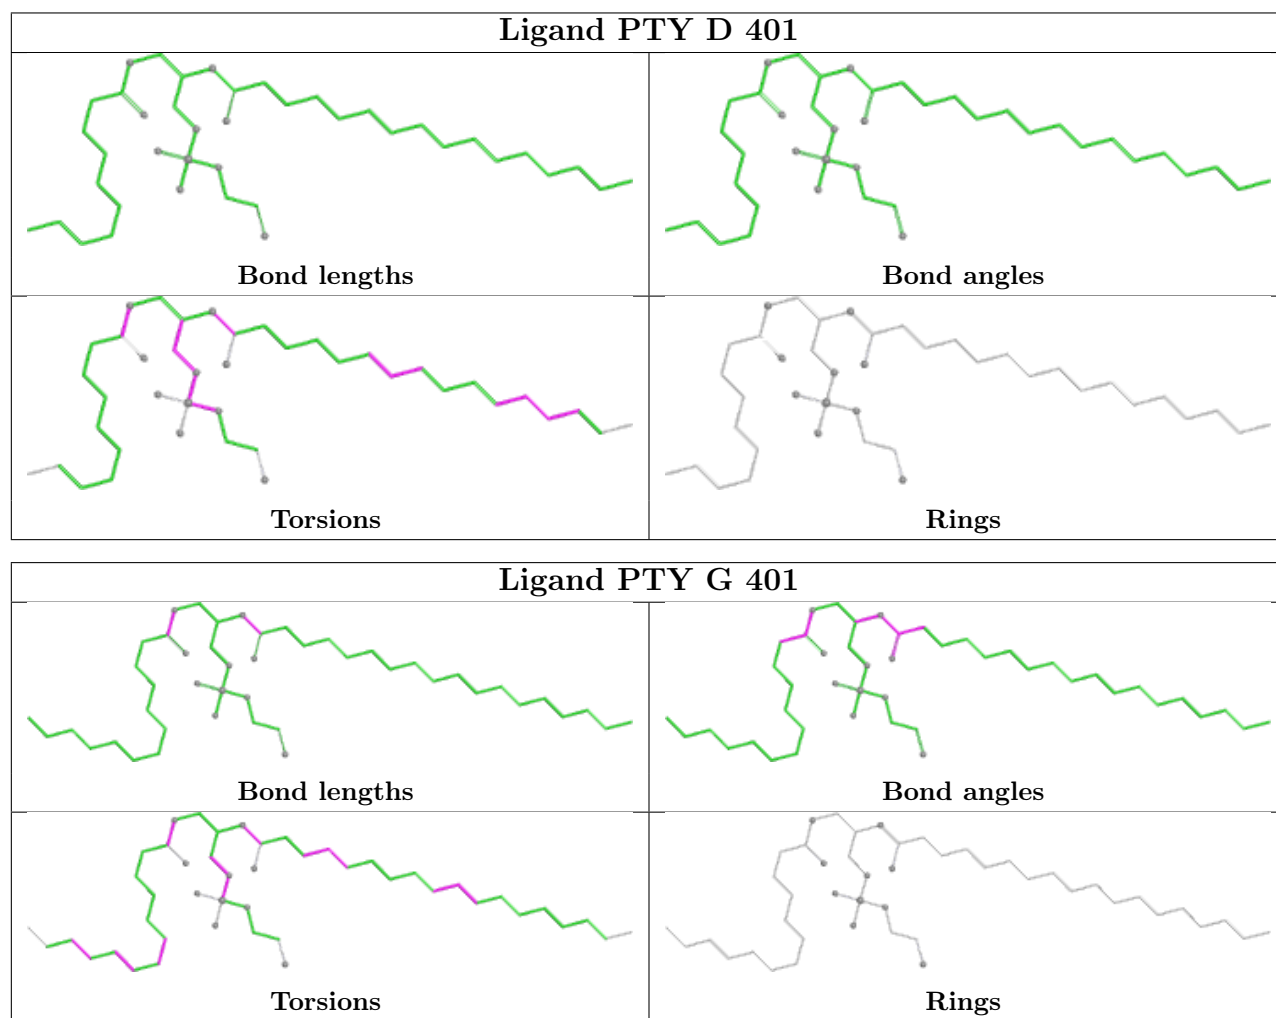 Ligand PTY D 401
Bond lengths
Bond angles
Torsions
Rings
Ligand PTY G 401
Bond lengths
Bond angles
Torsions
Rings